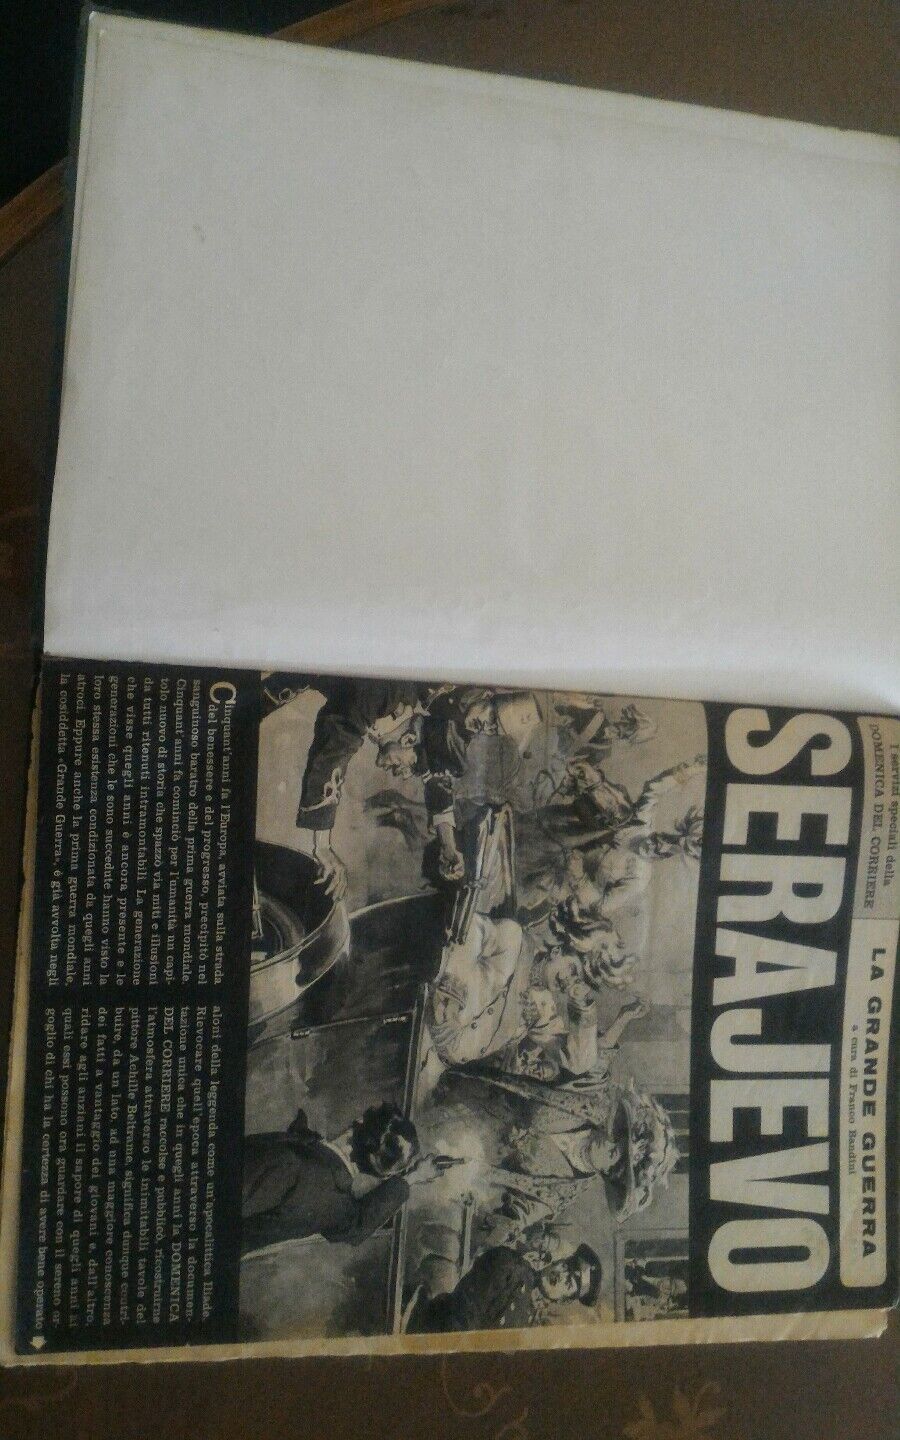 I servizi speciali della
DOMENICA DEL CORRIERE
LA GRANDE GUERRA
a cura di Franco Bandini
SERAJEVO
Cinquant'anni fa l'Europa, avviata sulla strada
del benessere e del progresso, precipitò nel
sanguinoso baratro della prima guerra mondiale.
Cinquant'anni fa cominciò per l'umanità un capi-
tolo nuovo di storia che spazzò via miti e illusioni
da tutti ritenuti intramontabili. La generazione
che visse quegli anni è ancora presente e le
generazioni che le sono succedute hanno visto la
loro stessa esistenza condizionata da quegli anni
atroci. Eppure anche la prima guerra mondiale,
la cosiddetta «Grande Guerra», è già avvolta negli
aloni della leggenda come un'apocalittica Iliade.
Rievocare quell'epoca attraverso la documen-
tazione unica che in quegli anni la DOMENICA
DEL CORRIERE raccolse e pubblicò, ricostruirne
l'atmosfera attraverso le inimitabili tavole del
pittore Achille Beltrame significa dunque contri-
buire, da un lato, ad una maggiore conoscenza
dei fatti a vantaggio dei giovani e, dall'altro,
ridare agli anziani il sapore di quegli anni ai
quali essi possono ora guardare con il sereno or-
goglio di chi ha la certezza di avere bene operato